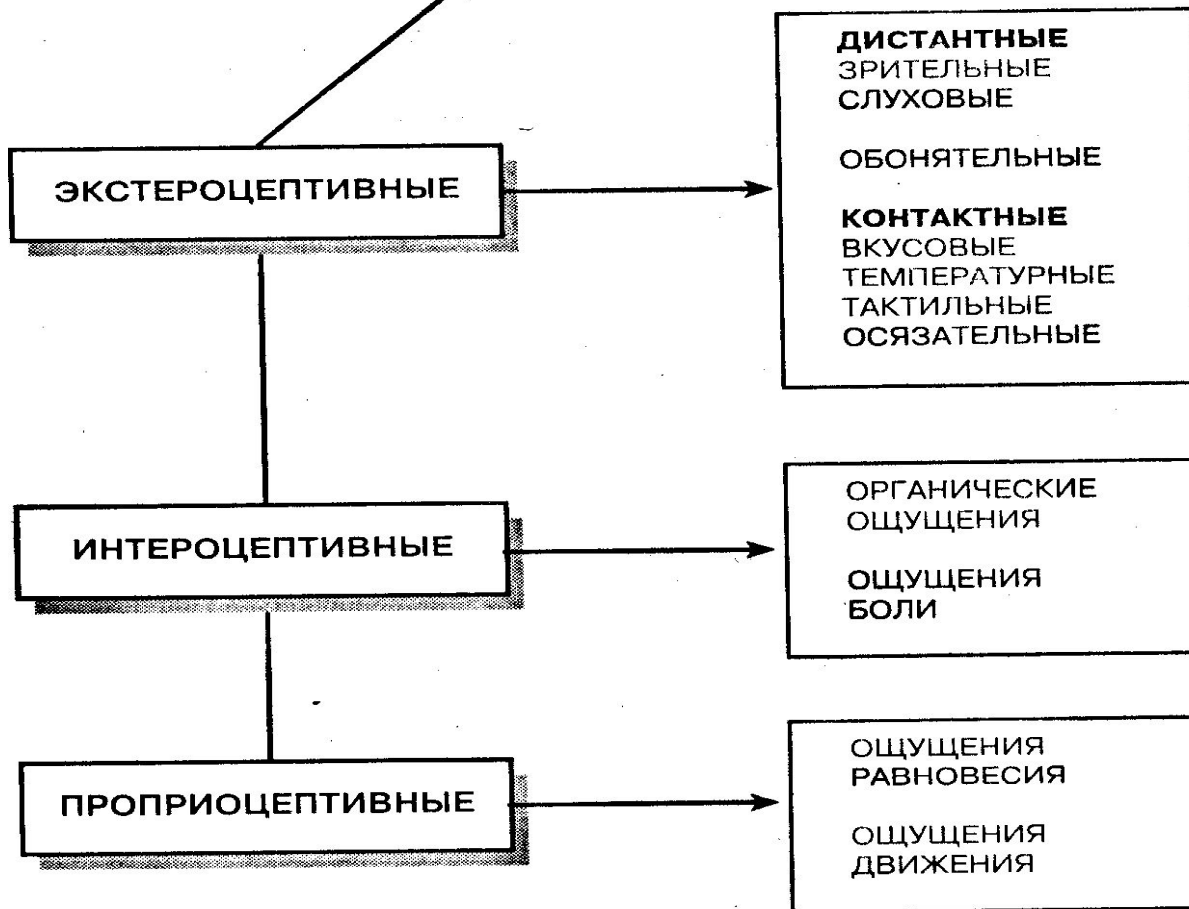 ЭКСТЕРОЦЕПТИВНЫЕ
ДИСТАНТНЫЕ
ЗРИТЕЛЬНЫЕ
СЛУХОВЫЕ
ОБОНЯТЕЛЬНЫЕ
КОНТАКТНЫЕ
ВКУСОВЫЕ
ТЕМПЕРАТУРНЫЕ
ТАКТИЛЬНЫЕ
ОСЯЗАТЕЛЬНЫЕ
ИНТЕРОЦЕПТИВНЫЕ
ОРГАНИЧЕСКИЕ
ОЩУЩЕНИЯ
ОЩУЩЕНИЯ
БОЛИ
ПРОПРИОЦЕПТИВНЫЕ
ОЩУЩЕНИЯ
РАВНОВЕСИЯ
ОЩУЩЕНИЯ
ДВИЖЕНИЯ